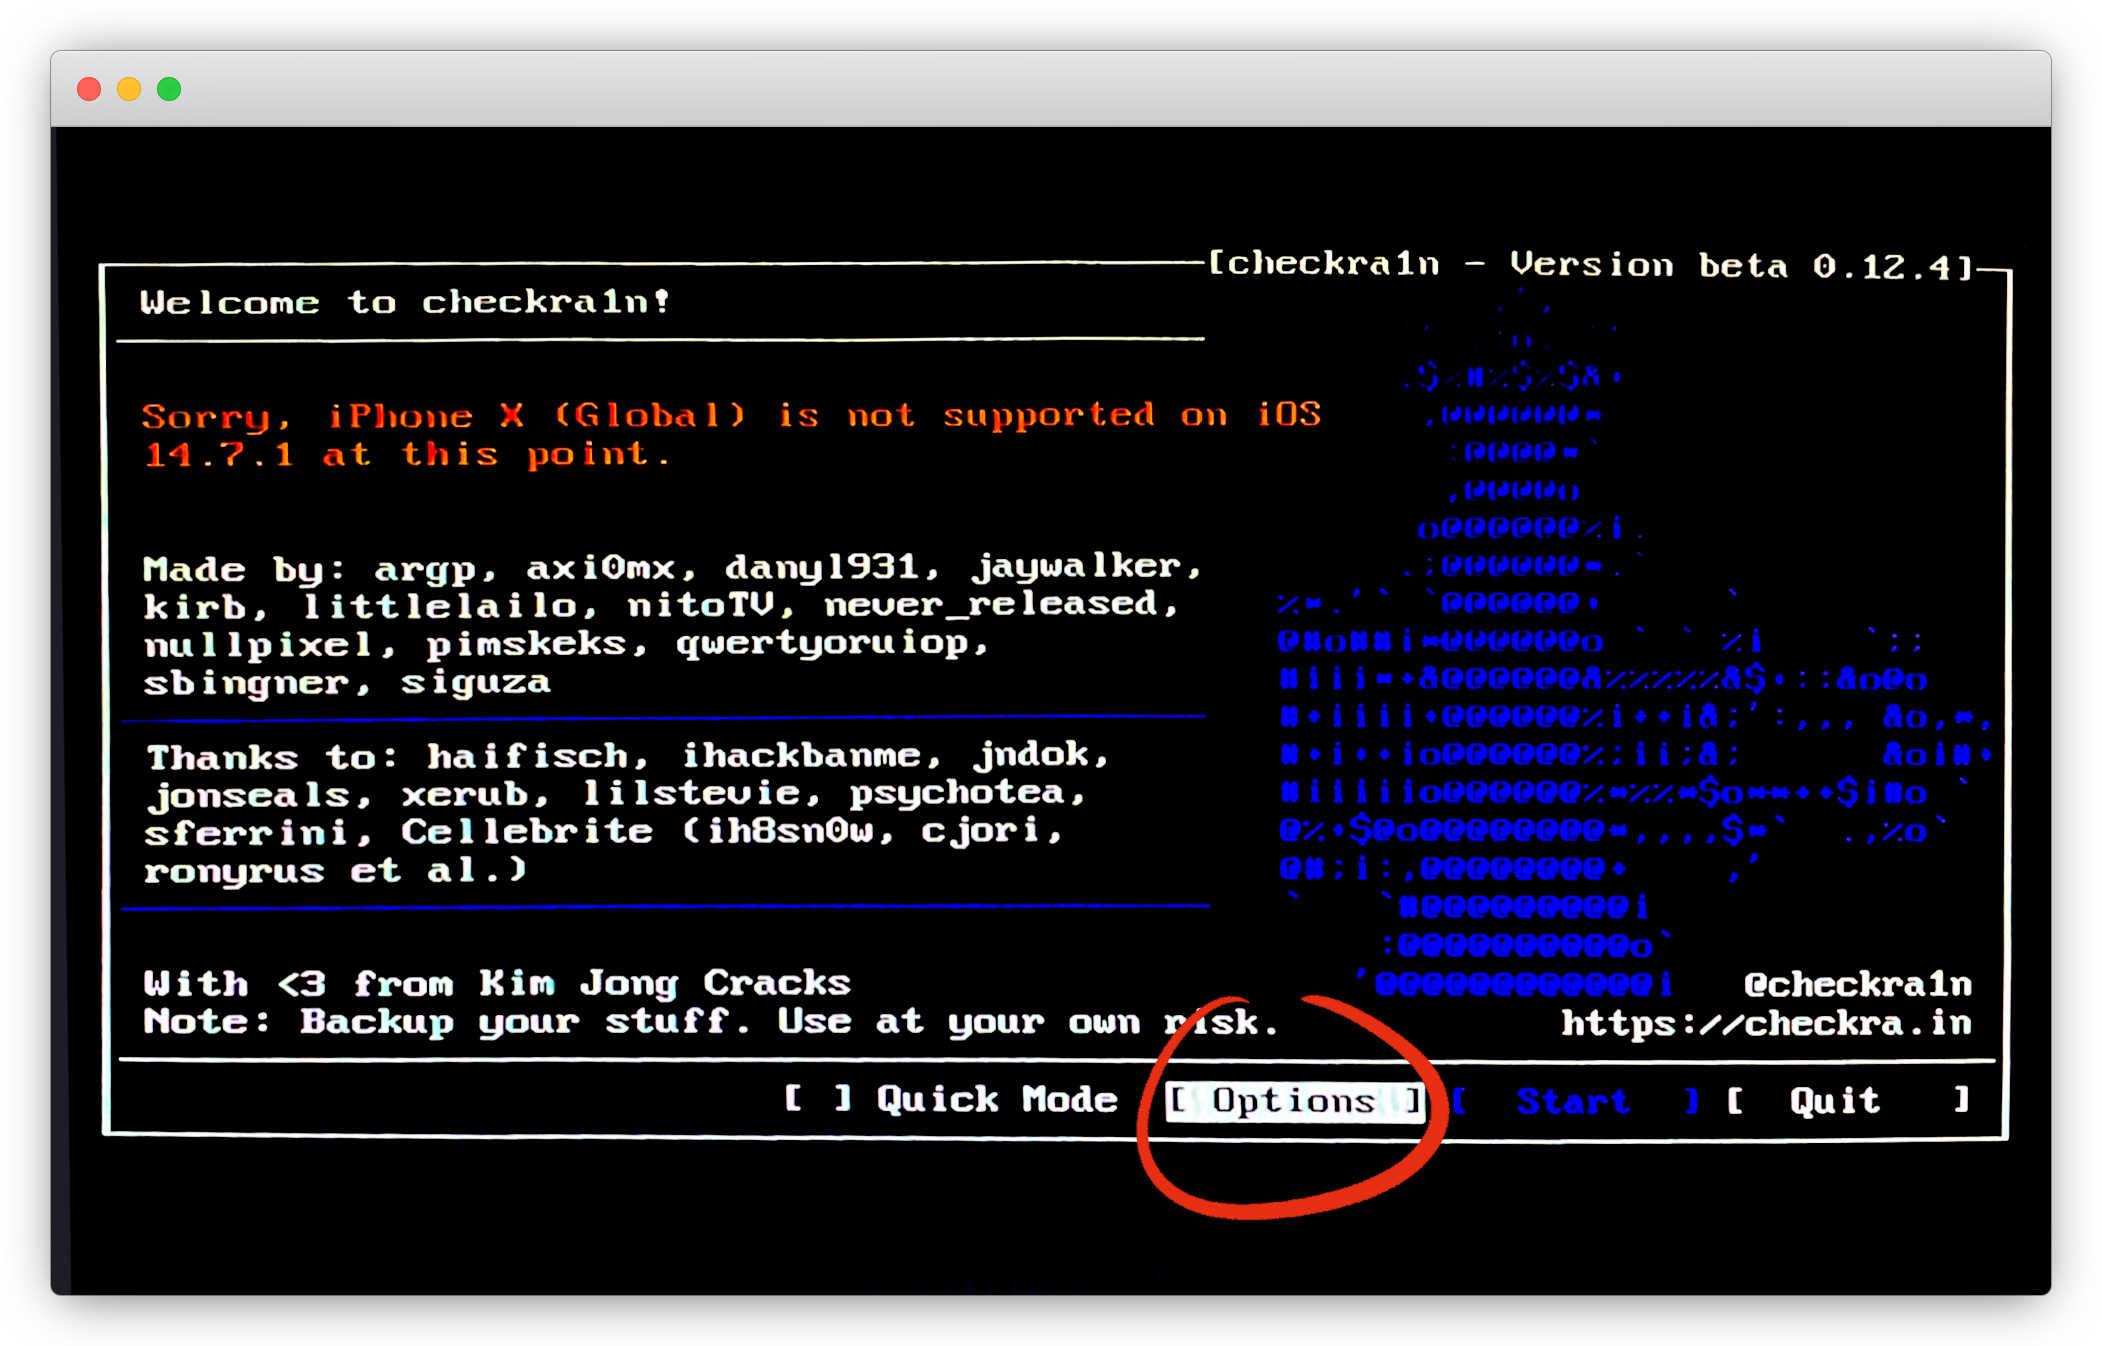 [checkra1n - Version beta 0.12.4]
Welcome to checkra1n!
Sorry, iPhone X (Global) is not supported on iOS
14.7.1 at this point.
Made by: argp, axi0mx, danyl931, jaywalker,
kirb, littlelailo, nitoTV, never_released,
nullpixel, pimskeks, qwertyoruiop,
sbingner, siguza
Thanks to: haifisch, ihackbanme, jndok,
jonseals, xerub, lilstevie, psychotea,
sferrini, Cellebrite (ih8sn0w, cjori,
ronyrus et al.)
With <3 from Kim Jong Cracks
@checkra1n
Note: Backup your stuff. Use at your own risk.
https://checkra.in
[ ] Quick Mode [ Options ] [ Start ] [ Quit ]